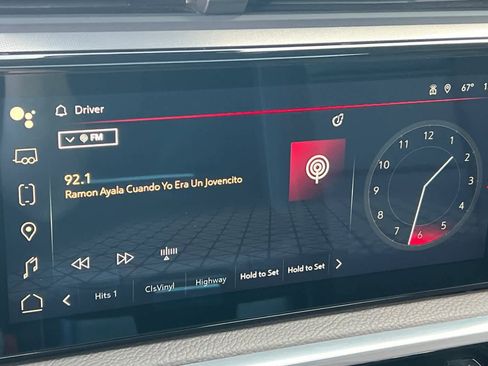 Driver
67° 1
FM
92.1
Ramon Ayala Cuando Yo Era Un Jovencito
12
11 1
10 2
9 3
8 4
7 5
6
Hits 1 ClsVinyl Highway Hold to Set Hold to Set